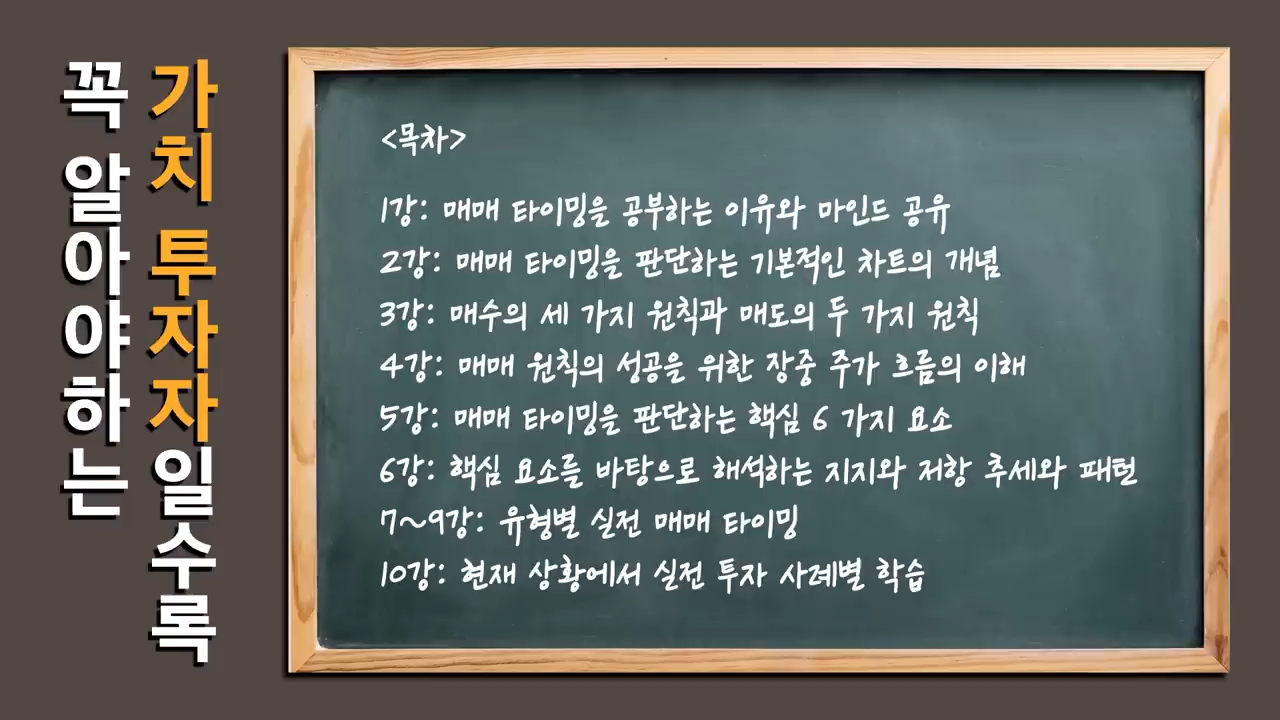 가치 투자자일수록
꼭 알아야하는
<목차>
1강: 매매 타이밍을 공부하는 이유와 마인드 공유
2강: 매매 타이밍을 판단하는 기본적인 차트의 개념
3강: 매수의 세 가지 원칙과 매도의 두 가지 원칙
4강: 매매 원칙의 성공을 위한 장중 주가 흐름의 이해
5강: 매매 타이밍을 판단하는 핵심 6 가지 요소
6강: 핵심 요소를 바탕으로 해석하는 지지와 저항 추세와 패턴
7~9강: 유형별 실전 매매 타이밍
10강: 현재 상황에서 실전 투자 사례별 학습